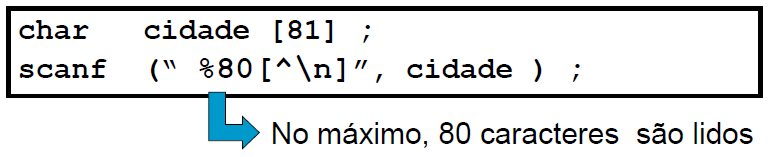 char cidade [81] ;
scanf (“ %80[^\n]”, cidade ) ;
No máximo, 80 caracteres são lidos